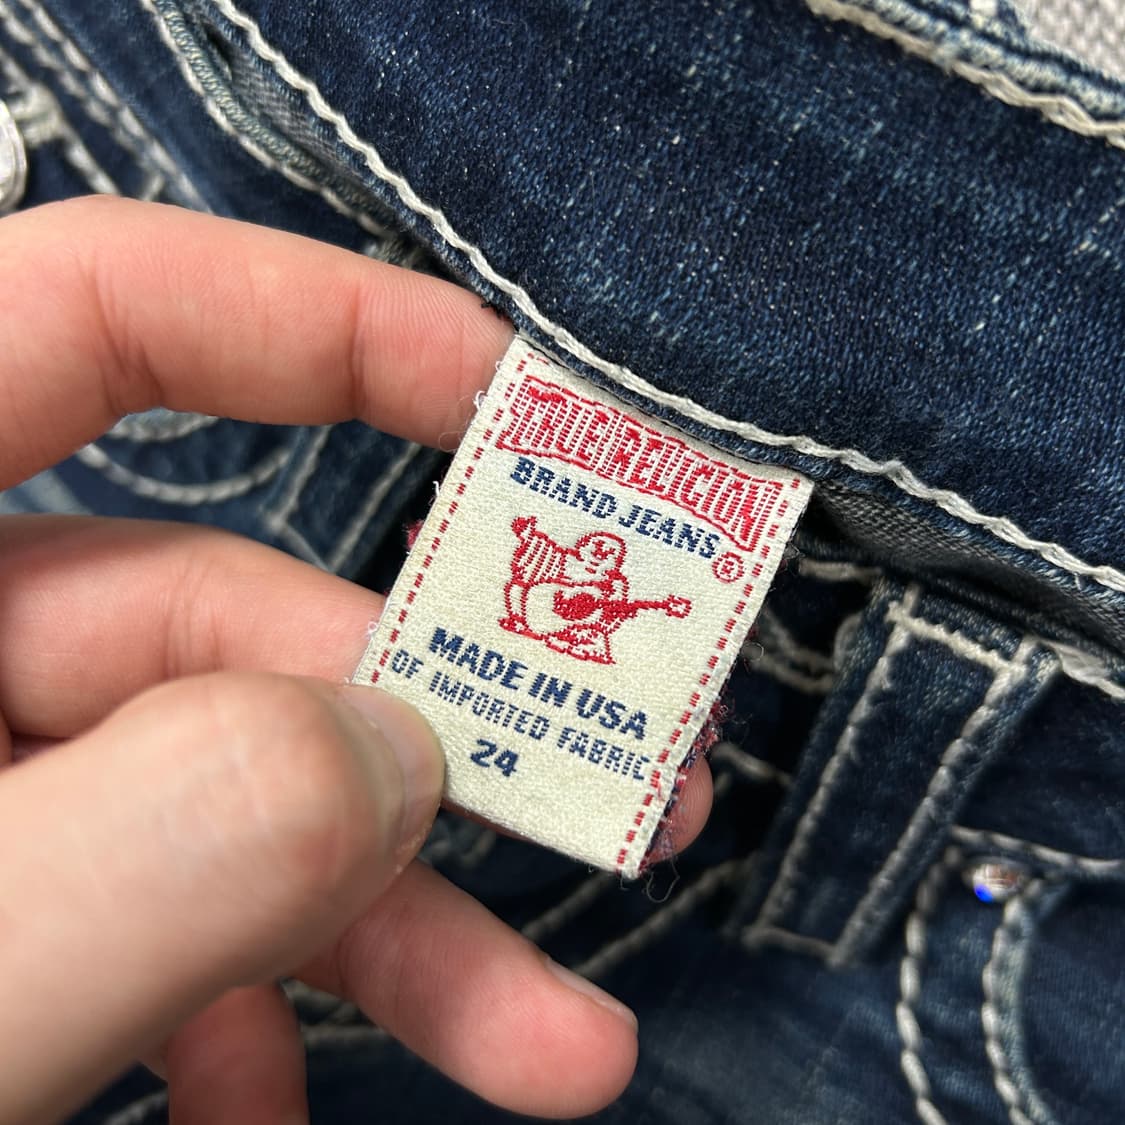 TRUE RELIGION
BRAND JEANS
®
MADE IN USA
OF IMPORTED FABRIC
24